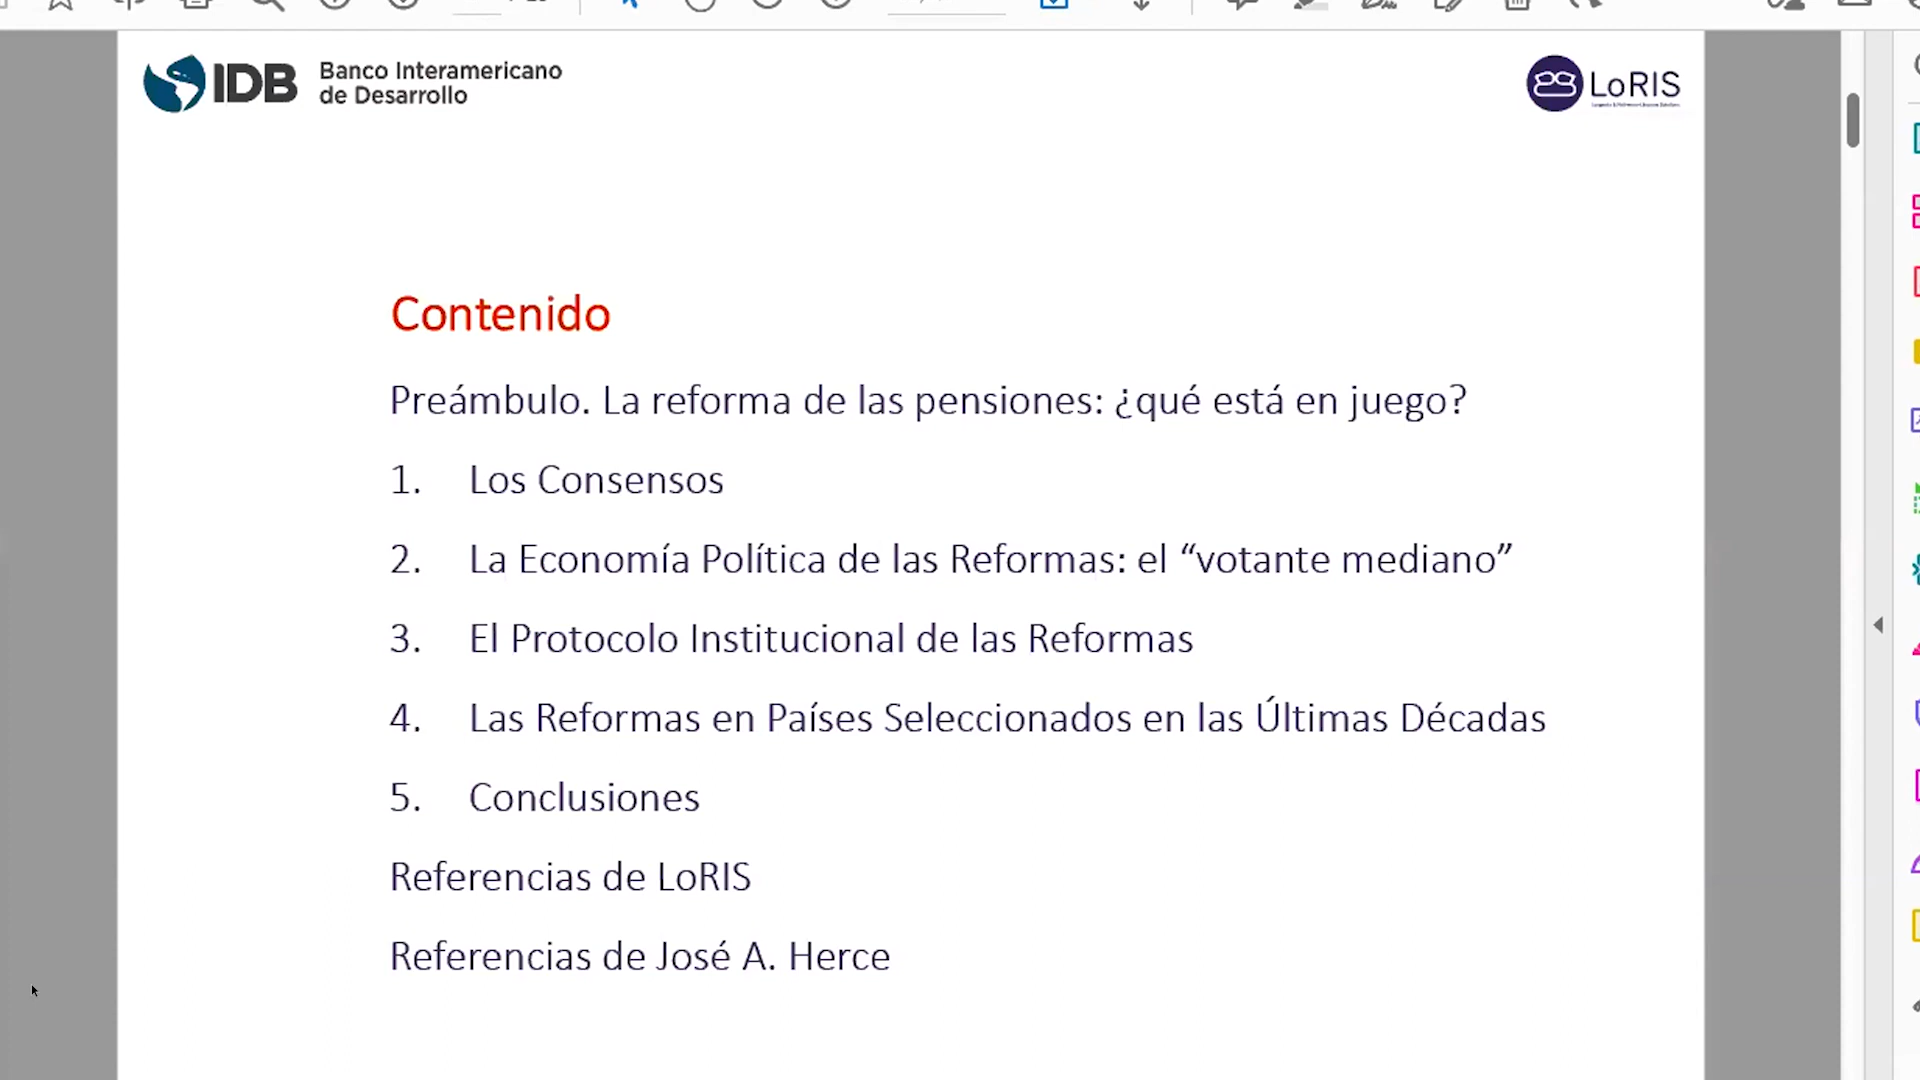 IDB
Banco Interamericano
de Desarrollo
LoRIS
Contenido
Preámbulo. La reforma de las pensiones: ¿qué está en juego?
1. Los Consensos
2. La Economía Política de las Reformas: el “votante mediano”
3. El Protocolo Institucional de las Reformas
4. Las Reformas en Países Seleccionados en las Últimas Décadas
5. Conclusiones
Referencias de LoRIS
Referencias de José A. Herce